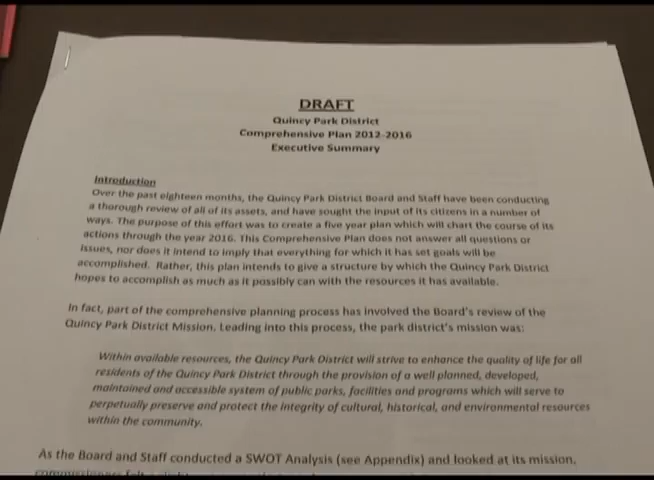 DRAFT
Quincy Park District
Comprehensive Plan 2012-2016
Executive Summary
Introduction
Over the past eighteen months, the Quincy Park District Board and Staff have been conducting
a thorough review of all of its assets, and have sought the input of its citizens in a number of
ways. The purpose of this effort was to create a five year plan which will chart the course of its
actions through the year 2016. This Comprehensive Plan does not answer all questions or
issues, nor does it intend to imply that everything for which it has set goals will be
accomplished. Rather, this plan intends to give a structure by which the Quincy Park District
hopes to accomplish as much as it possibly can with the resources it has available.
In fact, part of the comprehensive planning process has involved the Board's review of the
Quincy Park District Mission. Leading into this process, the park district's mission was:
Within available resources, the Quincy Park District will strive to enhance the quality of life for all
residents of the Quincy Park District through the provision of a well planned, developed,
maintained and accessible system of public parks, facilities and programs which will serve to
perpetually preserve and protect the integrity of cultural, historical, and environmental resources
within the community.
As the Board and Staff conducted a SWOT Analysis (see Appendix) and looked at its mission,